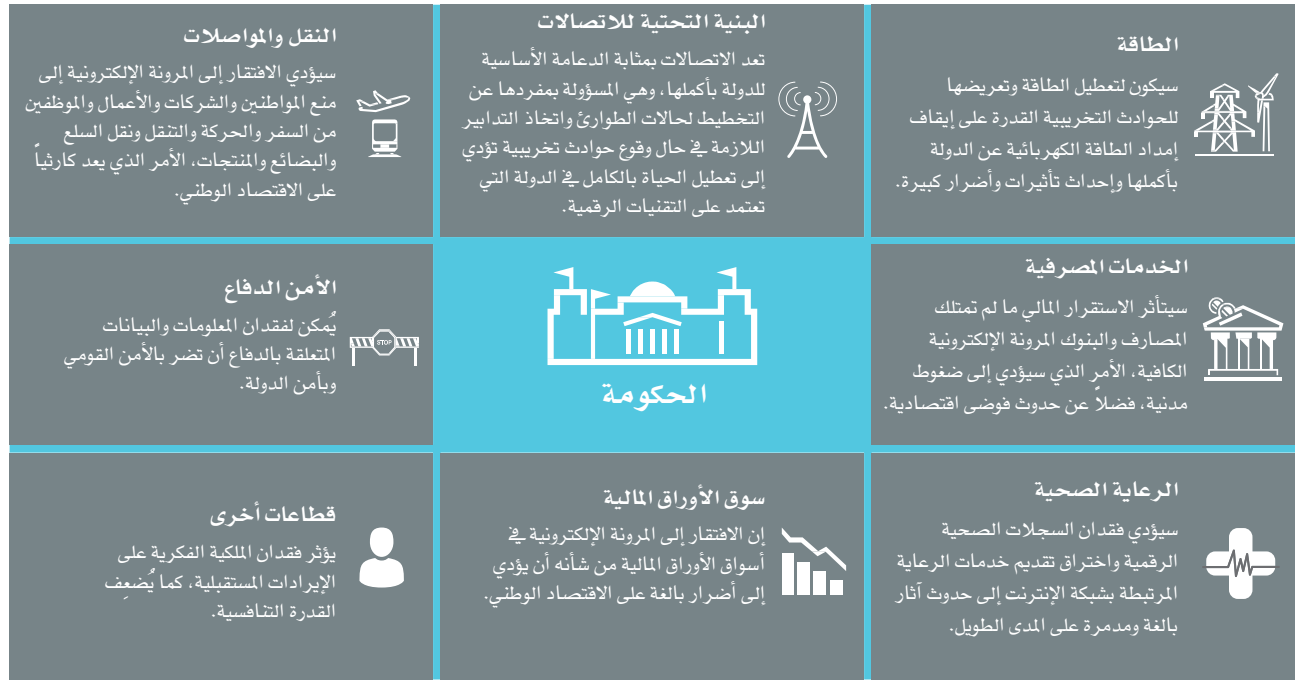 الطاقة
سيكون لتعطيل الطاقة وتعريضها
للحوادث التخريبية القدرة على إيقاف
إمداد الطاقة الكهربائية عن الدولة
بأكملها وإحداث تأثيرات وأضرار كبيرة.
البنية التحتية للاتصالات
تعد الاتصالات بمثابة الدعامة الأساسية
للدولة بأكملها، وهي المسؤولة بمفردها عن
التخطيط لحالات الطوارئ واتخاذ التدابير
اللازمة في حال وقوع حوادث تخريبية تؤدي
إلى تعطيل الحياة بالكامل في الدولة التي
تعتمد على التقنيات الرقمية.
النقل والمواصلات
سيؤدي الافتقار إلى المرونة الإلكترونية إلى
منع المواطنين والشركات والأعمال والموظفين
من السفر والحركة والتنقل ونقل السلع
والبضائع والمنتجات، الأمر الذي يعد كارثياً
على الاقتصاد الوطني.
الخدمات المصرفية
سيتأثر الاستقرار المالي ما لم تمتلك
المصارف والبنوك المرونة الإلكترونية
الكافية، الأمر الذي سيؤدي إلى ضغوط
مدنية، فضلاً عن حدوث فوضى اقتصادية.
الحكومة
الأمن الدفاع
يُمكن لفقدان المعلومات والبيانات
المتعلقة بالدفاع أن تضر بالأمن القومي
وبأمن الدولة.
STOP
الرعاية الصحية
سيؤدي فقدان السجلات الصحية
الرقمية واختراق تقديم خدمات الرعاية
المرتبطة بشبكة الإنترنت إلى حدوث آثار
بالغة ومدمرة على المدى الطويل.
سوق الأوراق المالية
إن الافتقار إلى المرونة الإلكترونية في
أسواق الأوراق المالية من شأنه أن يؤدي
إلى أضرار بالغة على الاقتصاد الوطني.
قطاعات أخرى
يؤثر فقدان الملكية الفكرية على
الإيرادات المستقبلية، كما يُضعِف
القدرة التنافسية.